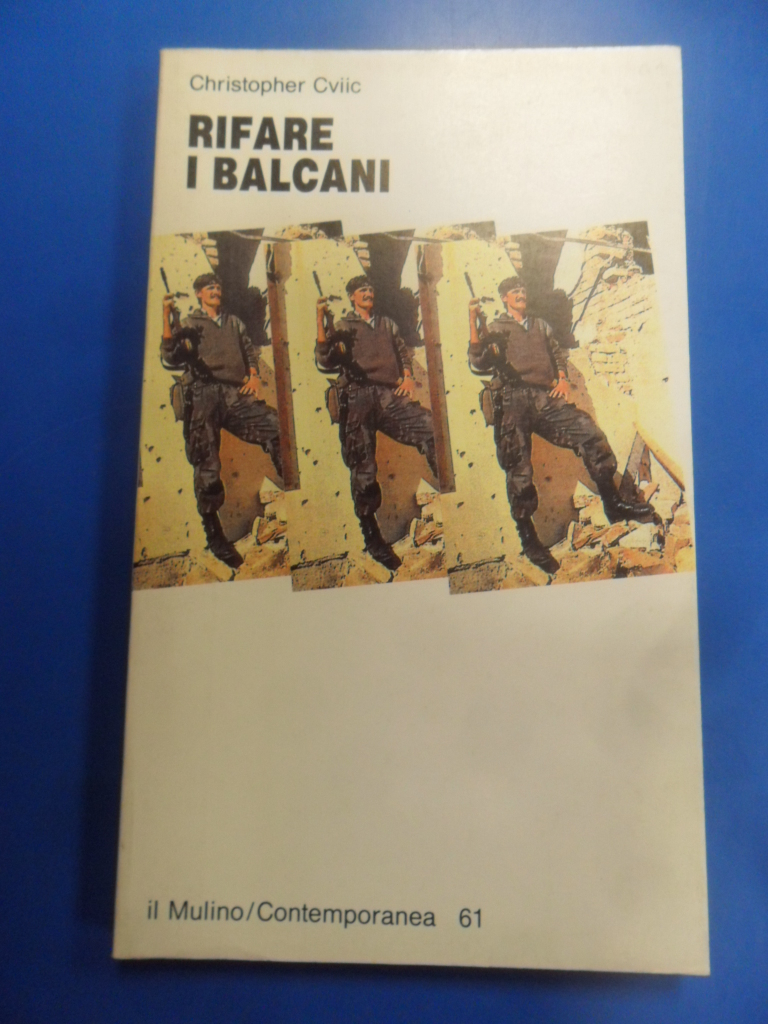 Christopher Cviic
RIFARE
I BALCANI
il Mulino/Contemporanea 61